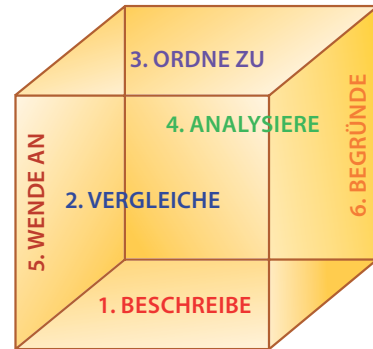 3. ORDNE ZU
4. ANALYSIERE
2. VERGLEICHE
5. WENDE AN
6. BEGRÜNDE
1. BESCHREIBE